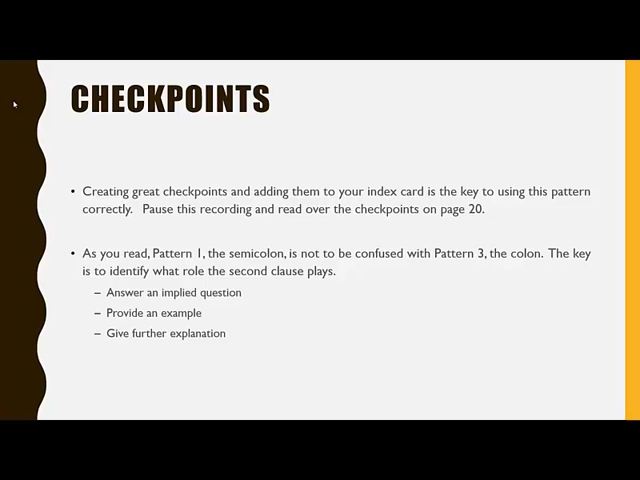 CHECKPOINTS
• Creating great checkpoints and adding them to your index card is the key to using this pattern
correctly.   Pause this recording and read over the checkpoints on page 20.
• As you read, Pattern 1, the semicolon, is not to be confused with Pattern 3, the colon.  The key
is to identify what role the second clause plays.
– Answer an implied question
– Provide an example
– Give further explanation